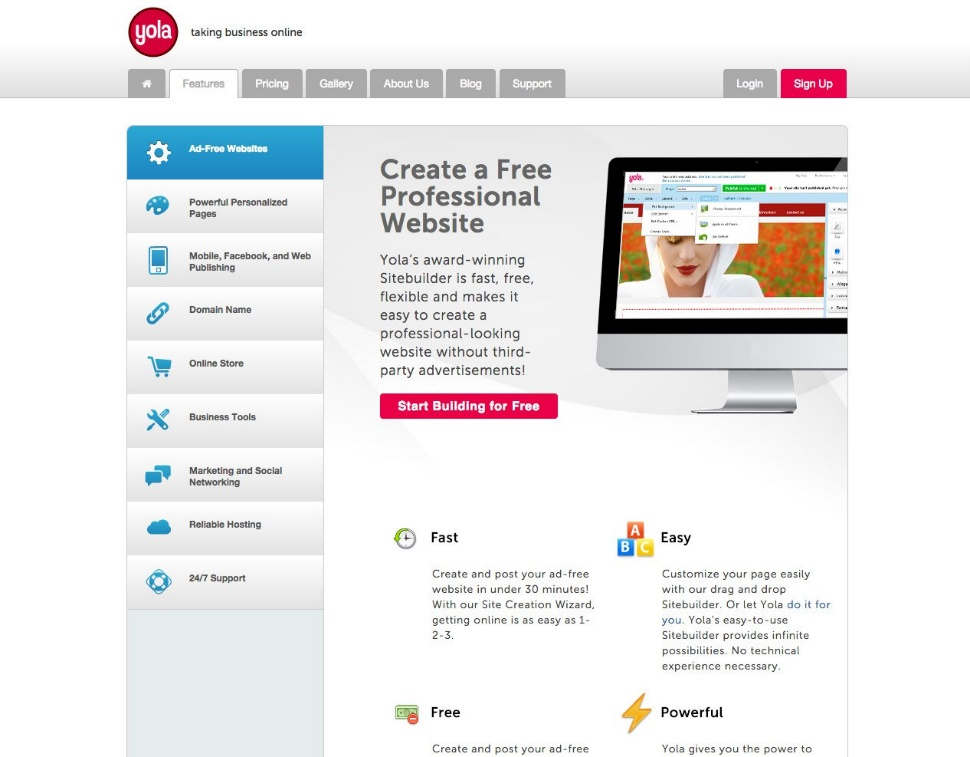 yola
taking business online
Features
Pricing
Gallery
About Us
Blog
Support
Login
Sign Up
Ad-Free Websites
Powerful Personalized
Pages
Mobile, Facebook, and Web
Publishing
Domain Name
Online Store
Business Tools
Marketing and Social
Networking
Reliable Hosting
24/7 Support
Create a Free
Professional
Website
Yola's award-winning
Sitebuilder is fast, free,
flexible and makes it
easy to create a
professional-looking
website without third-
party advertisements!
Start Building for Free
yola
Fast
Create and post your ad-free
website in under 30 minutes!
With our Site Creation Wizard,
getting online is as easy as 1-
2-3.
A
B C
Easy
Customize your page easily
with our drag and drop
Sitebuilder. Or let Yola do it for
you. Yola's easy-to-use
Sitebuilder provides infinite
possibilities. No technical
experience necessary.
Free
Create and post your ad-free
Powerful
Yola gives you the power to